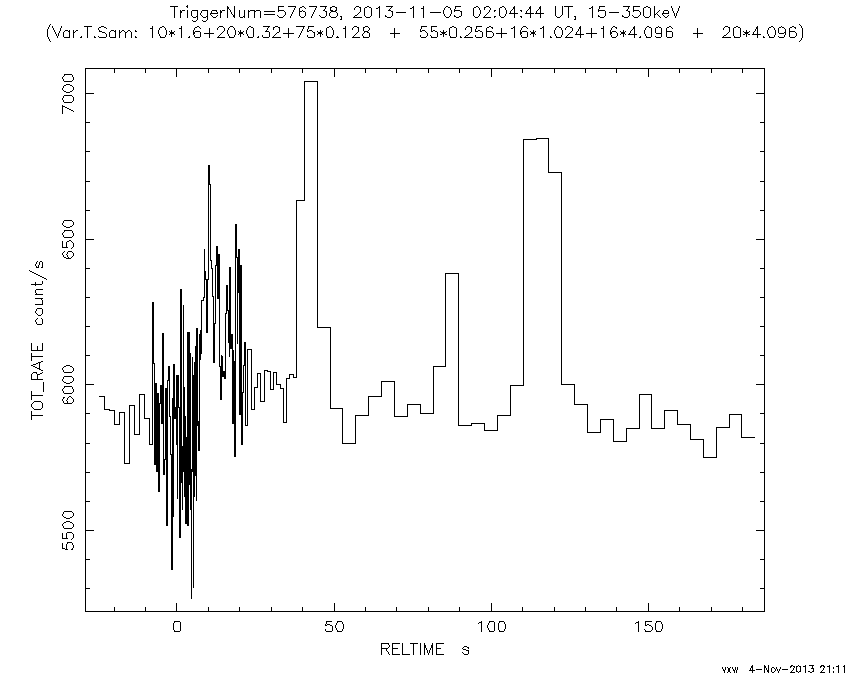 TriggerNum=576738, 2013-11-05 02:04:44 UT, 15-350keV
(Var.T.Sam: 10*1.6+20*0.32+75*0.128 + 55*0.256+16*1.024+16*4.096 + 20*4.096)
7000
6500
6000
5500
TOT_RATE count/s
0 50 100 150
RELTIME s
vxw 4-Nov-2013 21:11